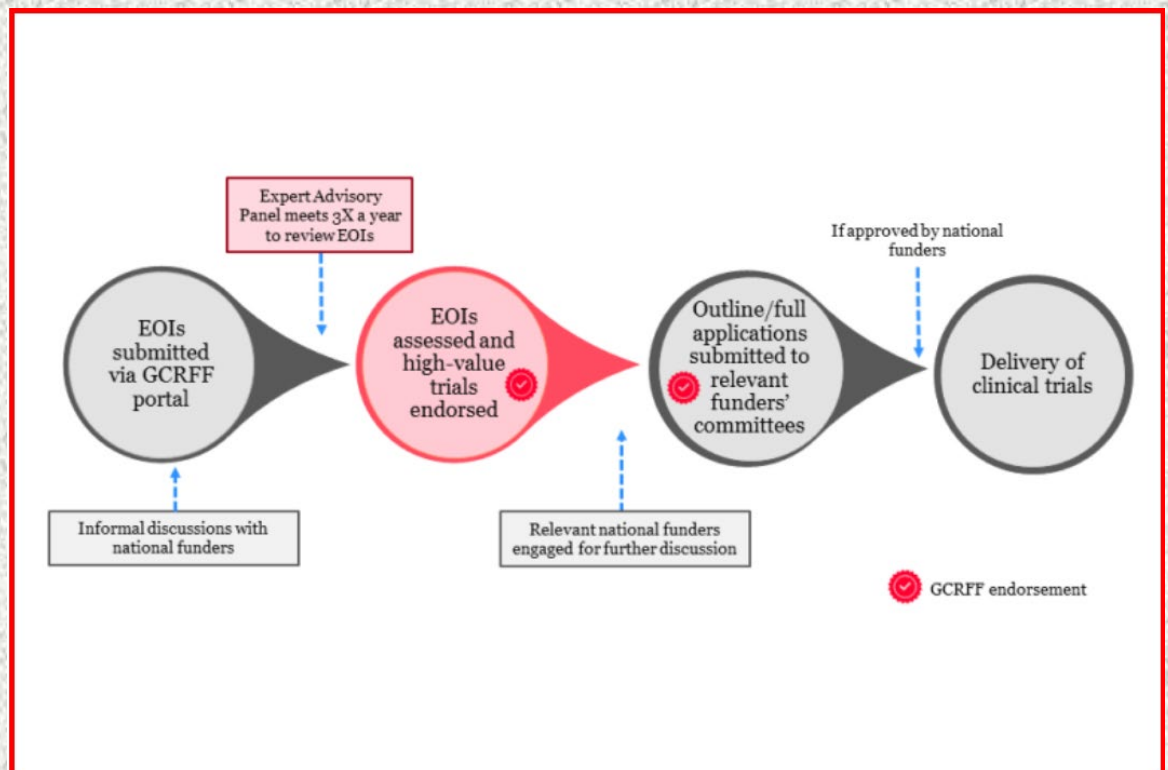 Expert Advisory
Panel meets 3X a year
to review EOIs
If approved by national
funders
EOIs
submitted
via GCRFF
portal
EOIs
assessed and
high-value
trials
endorsed
Outline/full
applications
submitted to
relevant
funders’
committees
Delivery of
clinical trials
Informal discussions with
national funders
Relevant national funders
engaged for further discussion
GCRFF endorsement